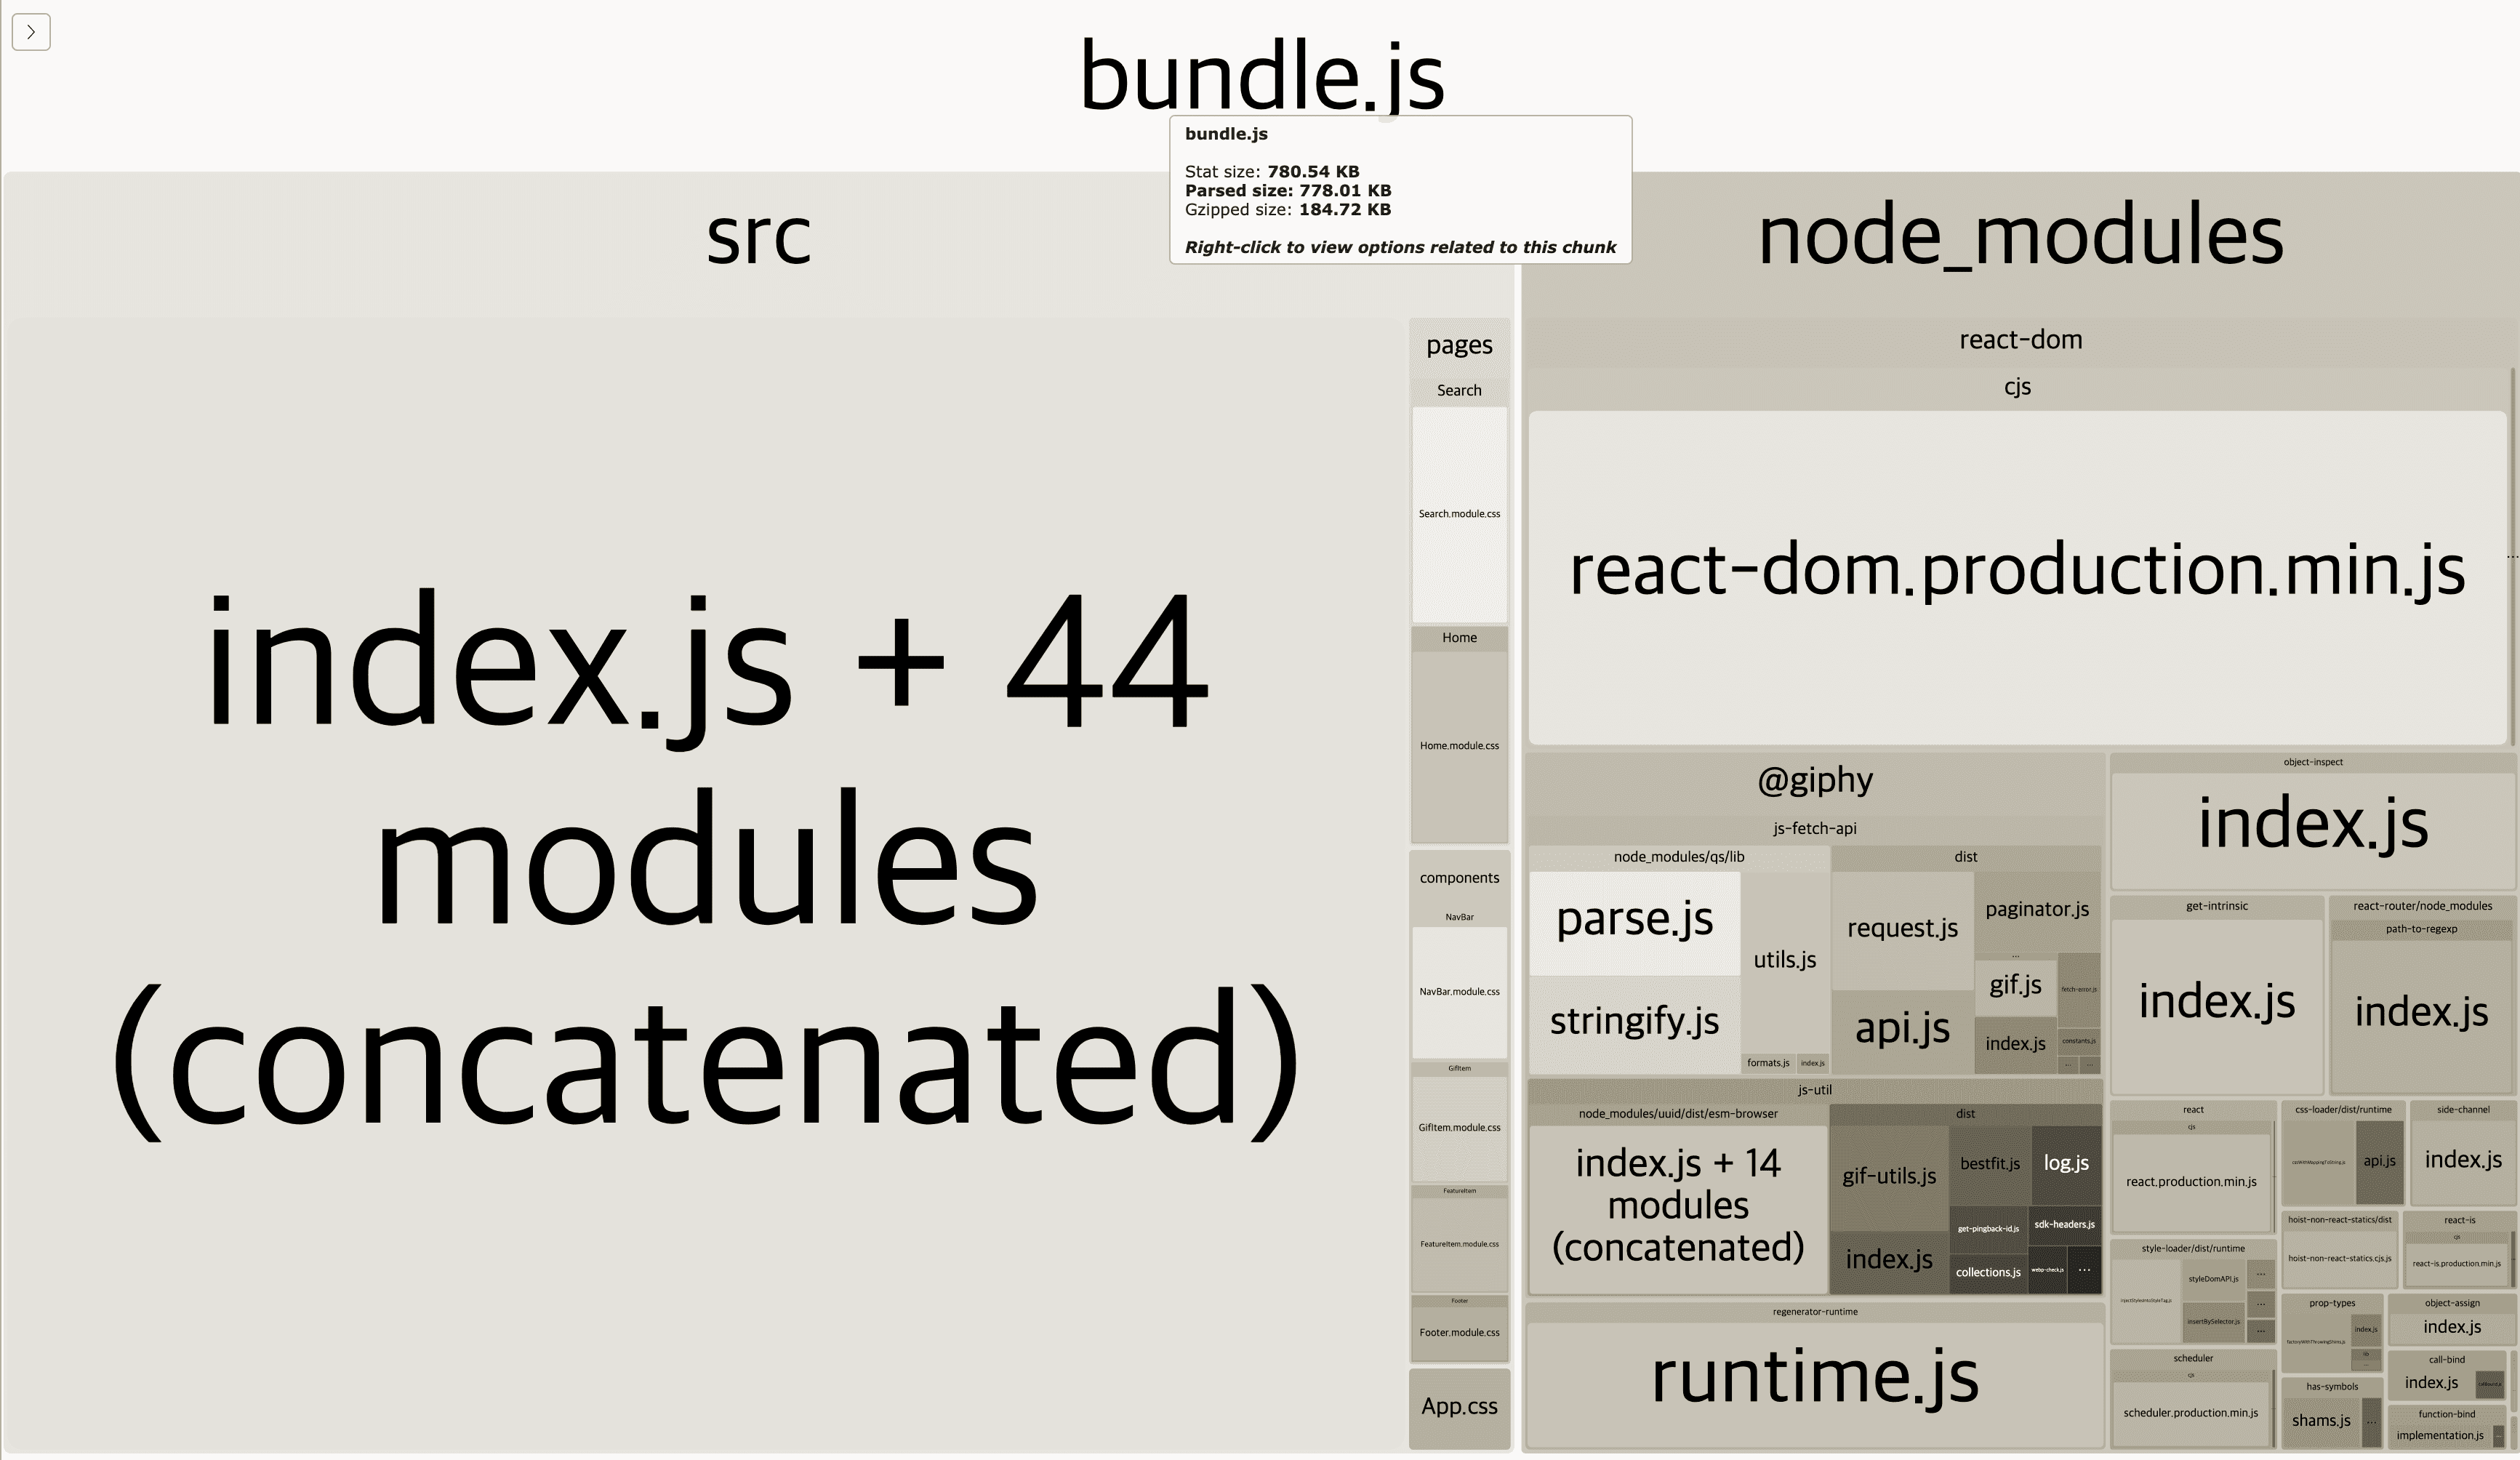 bundle.js
bundle.js
Stat size: 780.54 KB
Parsed size: 778.01 KB
Gzipped size: 184.72 KB
Right-click to view options related to this chunk
src
index.js + 44
modules
(concatenated)
pages
Search
Search.module.css
Home
Home.module.css
components
NavBar
NavBar.module.css
GifItem
GifItem.module.css
FeatureItem
FeatureItem.module.css
Footer
Footer.module.css
App.css
node_modules
react-dom
cjs
react-dom.production.min.js
...
@giphy
js-fetch-api
node_modules/qs/lib
parse.js
stringify.js
utils.js
formats.js
index.js
dist
request.js
api.js
paginator.js
...
gif.js
index.js
fetch-error.js
constants.js
...
...
js-util
node_modules/uuid/dist/esm-browser
index.js + 14
modules
(concatenated)
dist
gif-utils.js
index.js
bestfit.js
log.js
get-pingback-id.js
sdk-headers.js
collections.js
webp-check.js
...
regenerator-runtime
runtime.js
object-inspect
index.js
get-intrinsic
index.js
react-router/node_modules
path-to-regexp
index.js
react
cjs
react.production.min.js
css-loader/dist/runtime
cssWithMappingToString.js
api.js
side-channel
index.js
style-loader/dist/runtime
injectStylesIntoStyleTag.js
styleDomAPI.js
insertBySelector.js
...
...
...
hoist-non-react-statics/dist
hoist-non-react-statics.cjs.js
react-is
cjs
react-is.production.min.js
prop-types
factoryWithThrowingShims.js
index.js
lib
...
object-assign
index.js
scheduler
cjs
scheduler.production.min.js
has-symbols
shams.js
...
call-bind
index.js
callBound.js
function-bind
implementation.js